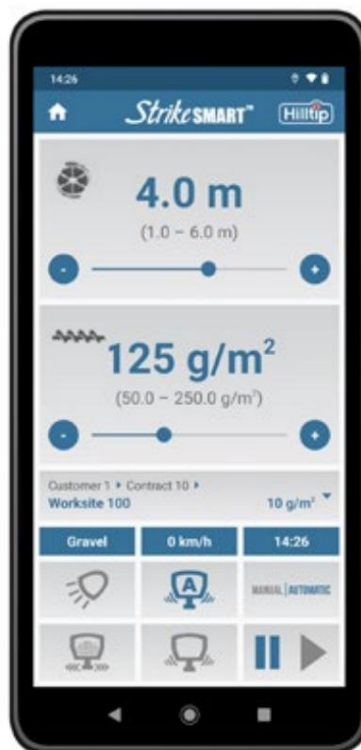 14:26
StrikeSMART™
Hilltip
4.0 m
(1.0 – 6.0 m)
- +
125 g/m²
(50.0 – 250.0 g/m²)
- +
Customer 1 ▸ Contract 10 ▸
Worksite 100 10 g/m²
Gravel 0 km/h 14:26
A MANUAL | AUTOMATIC